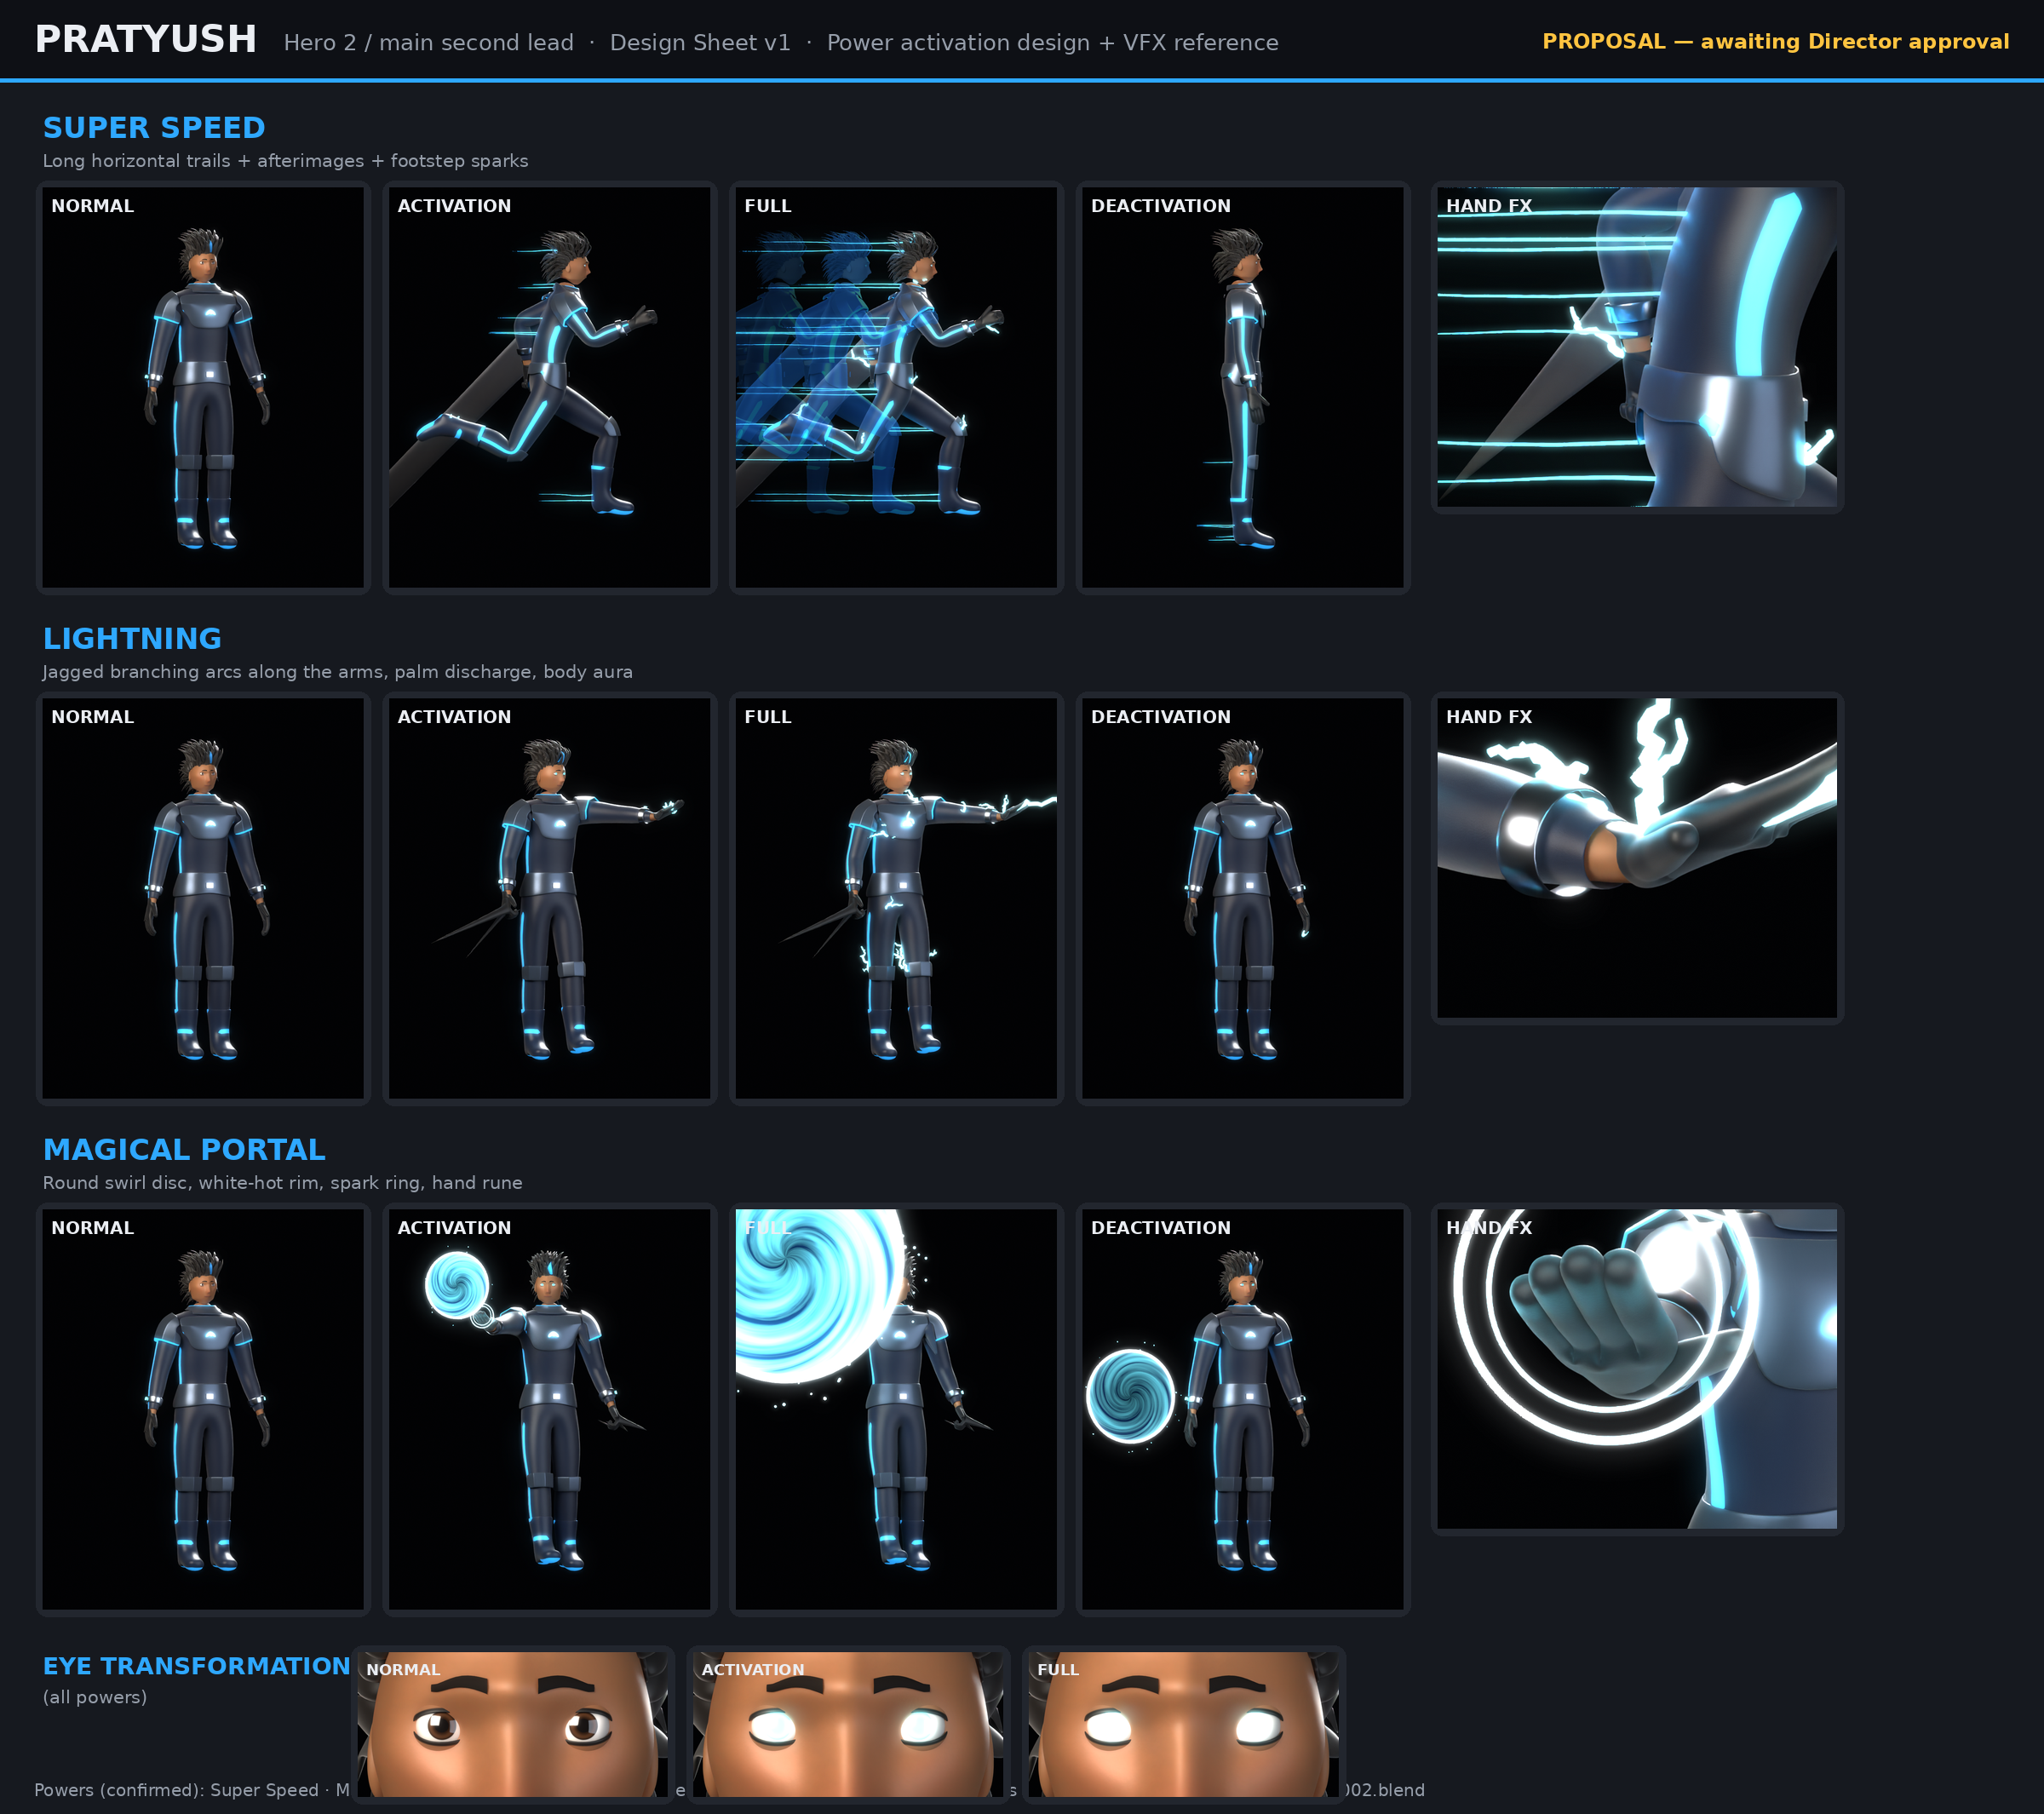 PRATYUSH Hero 2 / main second lead · Design Sheet v1 · Power activation design + VFX reference PROPOSAL — awaiting Director approval
SUPER SPEED
Long horizontal trails + afterimages + footstep sparks
NORMAL ACTIVATION FULL DEACTIVATION HAND FX
LIGHTNING
Jagged branching arcs along the arms, palm discharge, body aura
NORMAL ACTIVATION FULL DEACTIVATION HAND FX
MAGICAL PORTAL
Round swirl disc, white-hot rim, spark ring, hand rune
NORMAL ACTIVATION FULL DEACTIVATION HAND FX
EYE TRANSFORMATION NORMAL ACTIVATION FULL
(all powers)
Powers (confirmed): Super Speed · 002.blend